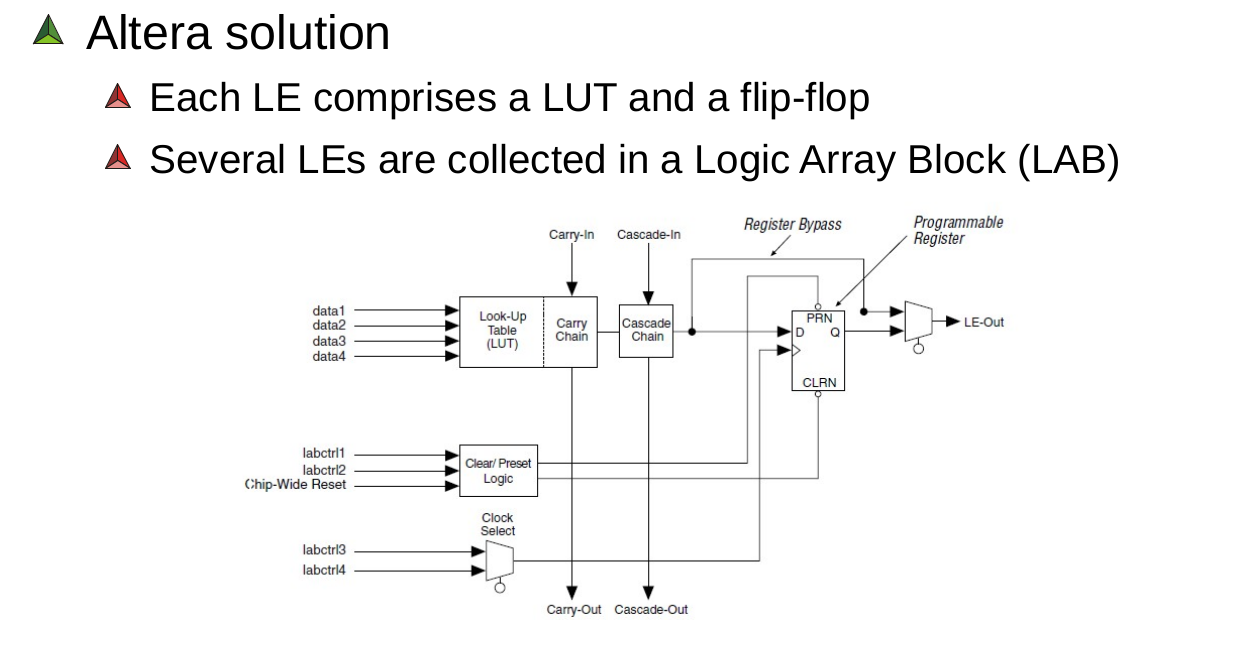 Altera solution
Each LE comprises a LUT and a flip-flop
Several LEs are collected in a Logic Array Block (LAB)
Register Bypass
Programmable
Register
Carry-In
Cascade-In
data1
data2
data3
data4
Look-Up
Table
(LUT)
Carry
Chain
Cascade
Chain
PRN
D
Q
CLRN
LE-Out
labctrl1
labctrl2
Chip-Wide Reset
Clear/ Preset
Logic
Clock
Select
labctrl3
labctrl4
Carry-Out
Cascade-Out